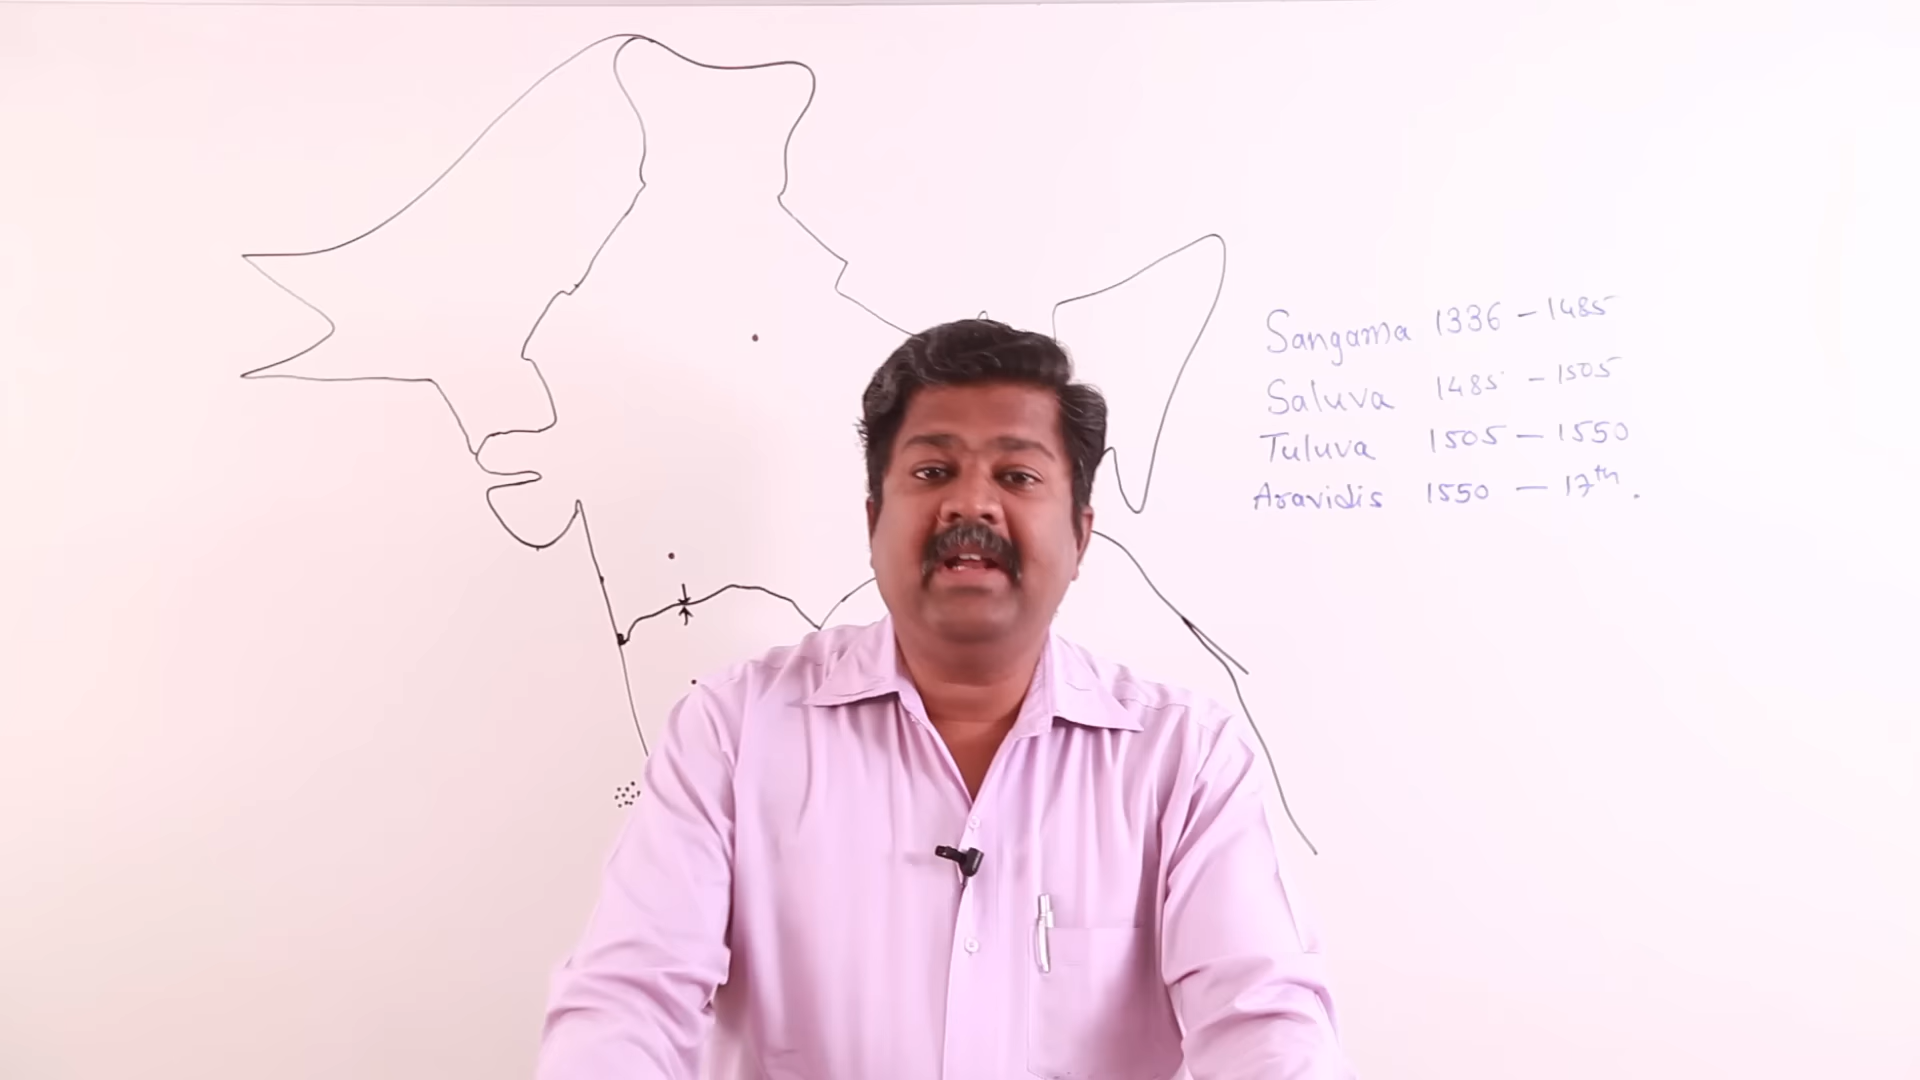 Sangama 1336 - 1485
Saluva 1485 - 1505
Tuluva 1505 - 1550
Aravidis 1550 - 17th.